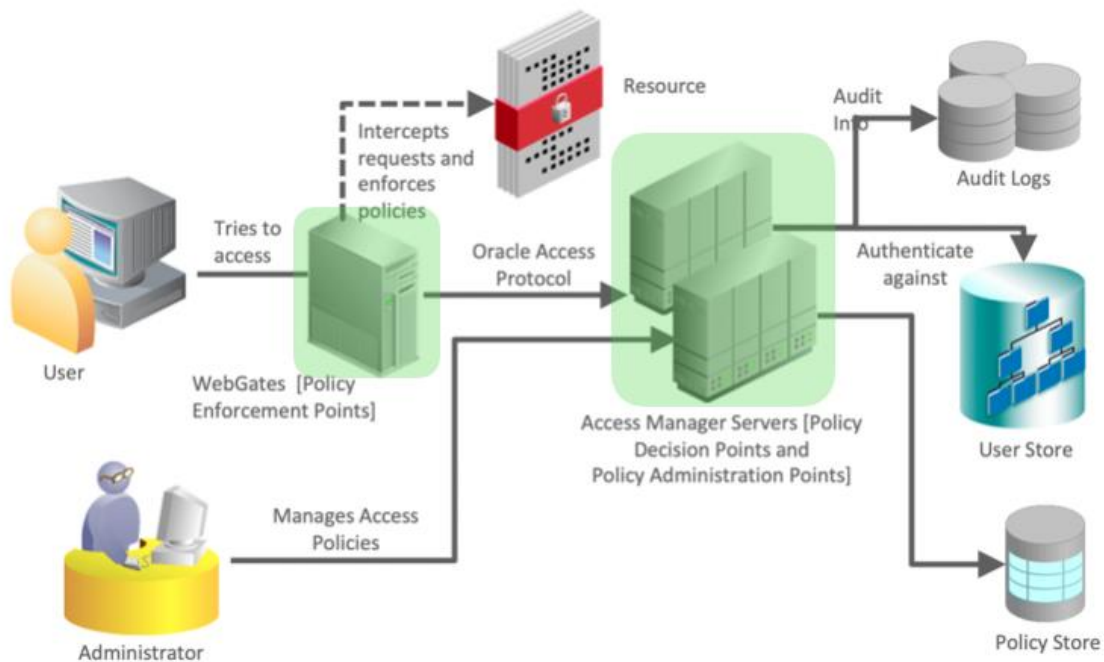 Resource
Audit
Info
Audit Logs
Intercepts
requests and
enforces
policies
Tries to
access
Oracle Access
Protocol
Authenticate
against
User
WebGates [Policy
Enforcement Points]
Access Manager Servers [Policy
Decision Points and
Policy Administration Points]
User Store
Manages Access
Policies
Administrator
Policy Store